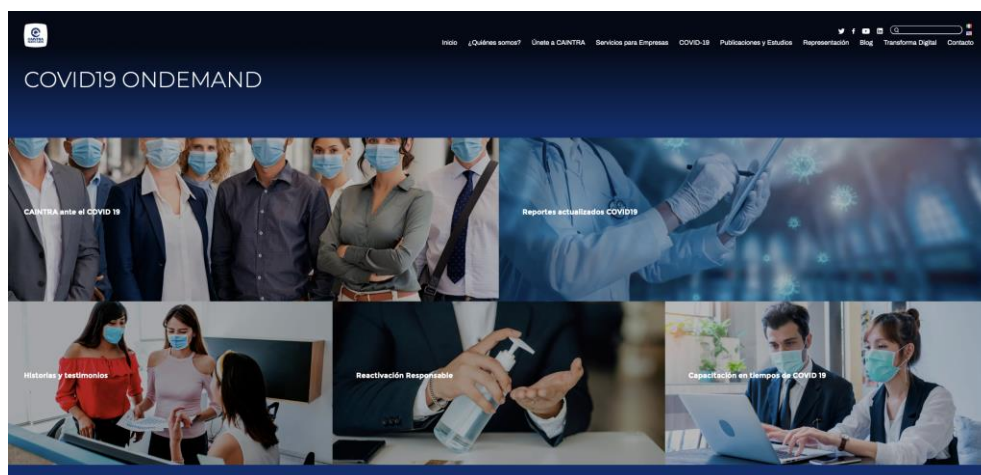 CAINTRA
Inicio ¿Quiénes somos? Únete a CAINTRA Servicios para Empresas COVID-19 Publicaciones y Estudios Representación Blog Transforma Digital Contacto
COVID19 ONDEMAND
CAINTRA ante el COVID 19
Reportes actualizados COVID19
Historias y testimonios
Reactivación Responsable
Capacitación en tiempos de COVID 19